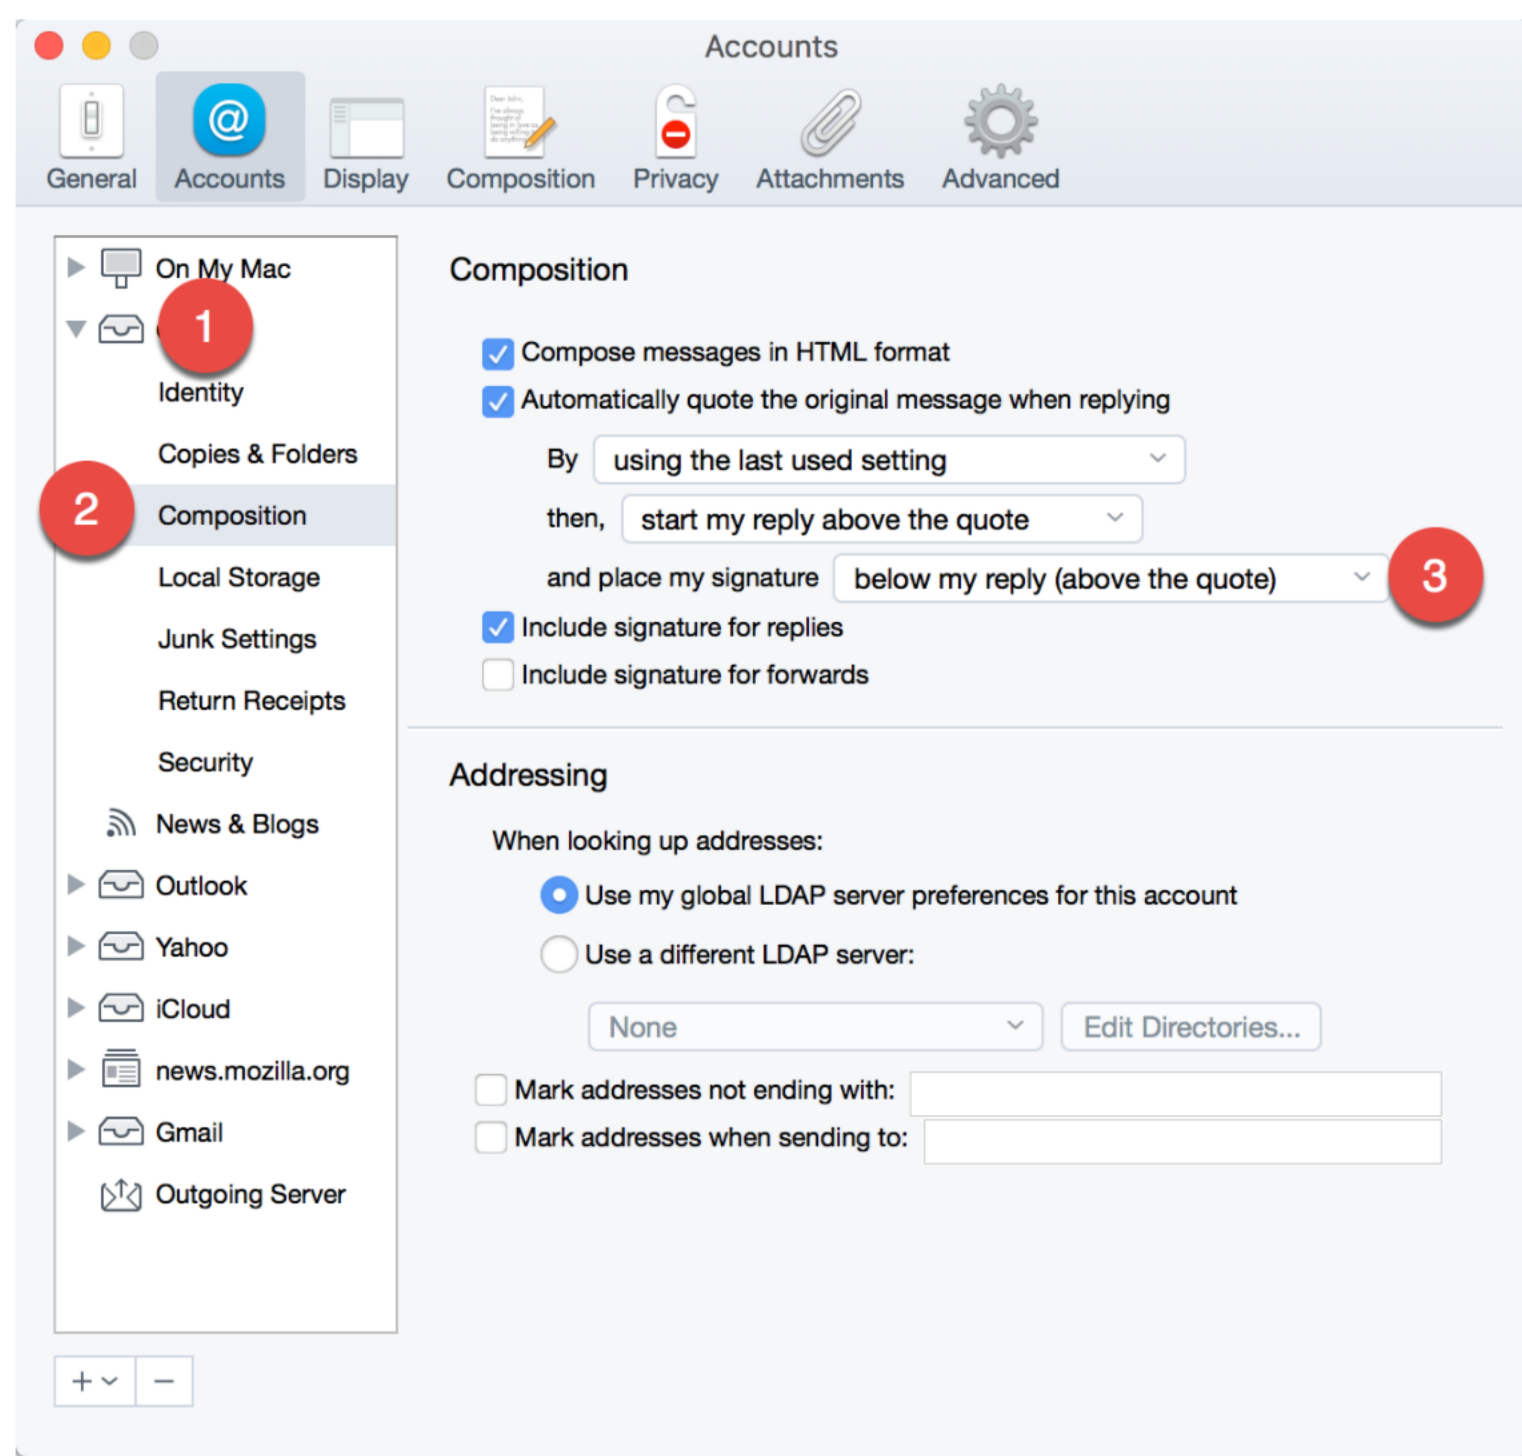 Accounts
General
Accounts
Display
Composition
Privacy
Attachments
Advanced
On My Mac
1
Identity
Copies & Folders
2
Composition
Local Storage
Junk Settings
Return Receipts
Security
News & Blogs
Outlook
Yahoo
iCloud
news.mozilla.org
Gmail
Outgoing Server
Composition
Compose messages in HTML format
Automatically quote the original message when replying
By using the last used setting
then, start my reply above the quote
and place my signature below my reply (above the quote) 3
Include signature for replies
Include signature for forwards
Addressing
When looking up addresses:
Use my global LDAP server preferences for this account
Use a different LDAP server:
None Edit Directories...
Mark addresses not ending with:
Mark addresses when sending to: